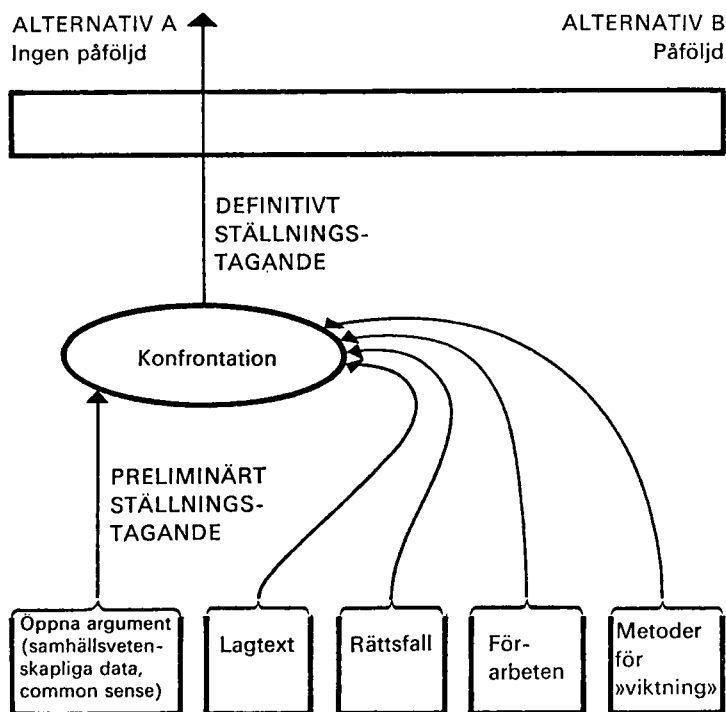 ALTERNATIV A
Ingen påföljd
ALTERNATIV B
Påföljd
DEFINITIVT
STÄLLNINGS-
TAGANDE
Konfrontation
PRELIMINÄRT
STÄLLNINGS-
TAGANDE
Öppna argument
(samhällsveten-
skapliga data,
common sense)
Lagtext
Rättsfall
För-
arbeten
Metoder
för
»viktning»